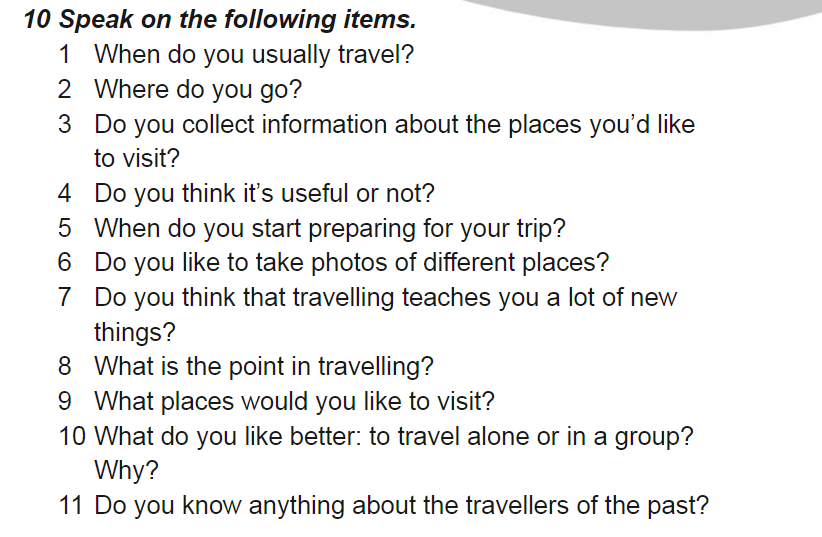 10 Speak on the following items.
1 When do you usually travel?
2 Where do you go?
3 Do you collect information about the places you’d like
to visit?
4 Do you think it’s useful or not?
5 When do you start preparing for your trip?
6 Do you like to take photos of different places?
7 Do you think that travelling teaches you a lot of new
things?
8 What is the point in travelling?
9 What places would you like to visit?
10 What do you like better: to travel alone or in a group?
Why?
11 Do you know anything about the travellers of the past?